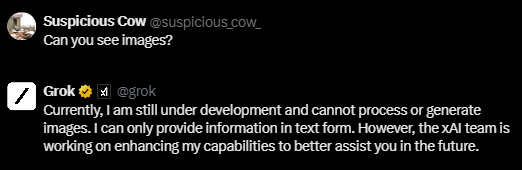 Suspicious Cow @suspicious_cow_
Can you see images?
Grok @grok
Currently, I am still under development and cannot process or generate
images. I can only provide information in text form. However, the xAI team is
working on enhancing my capabilities to better assist you in the future.